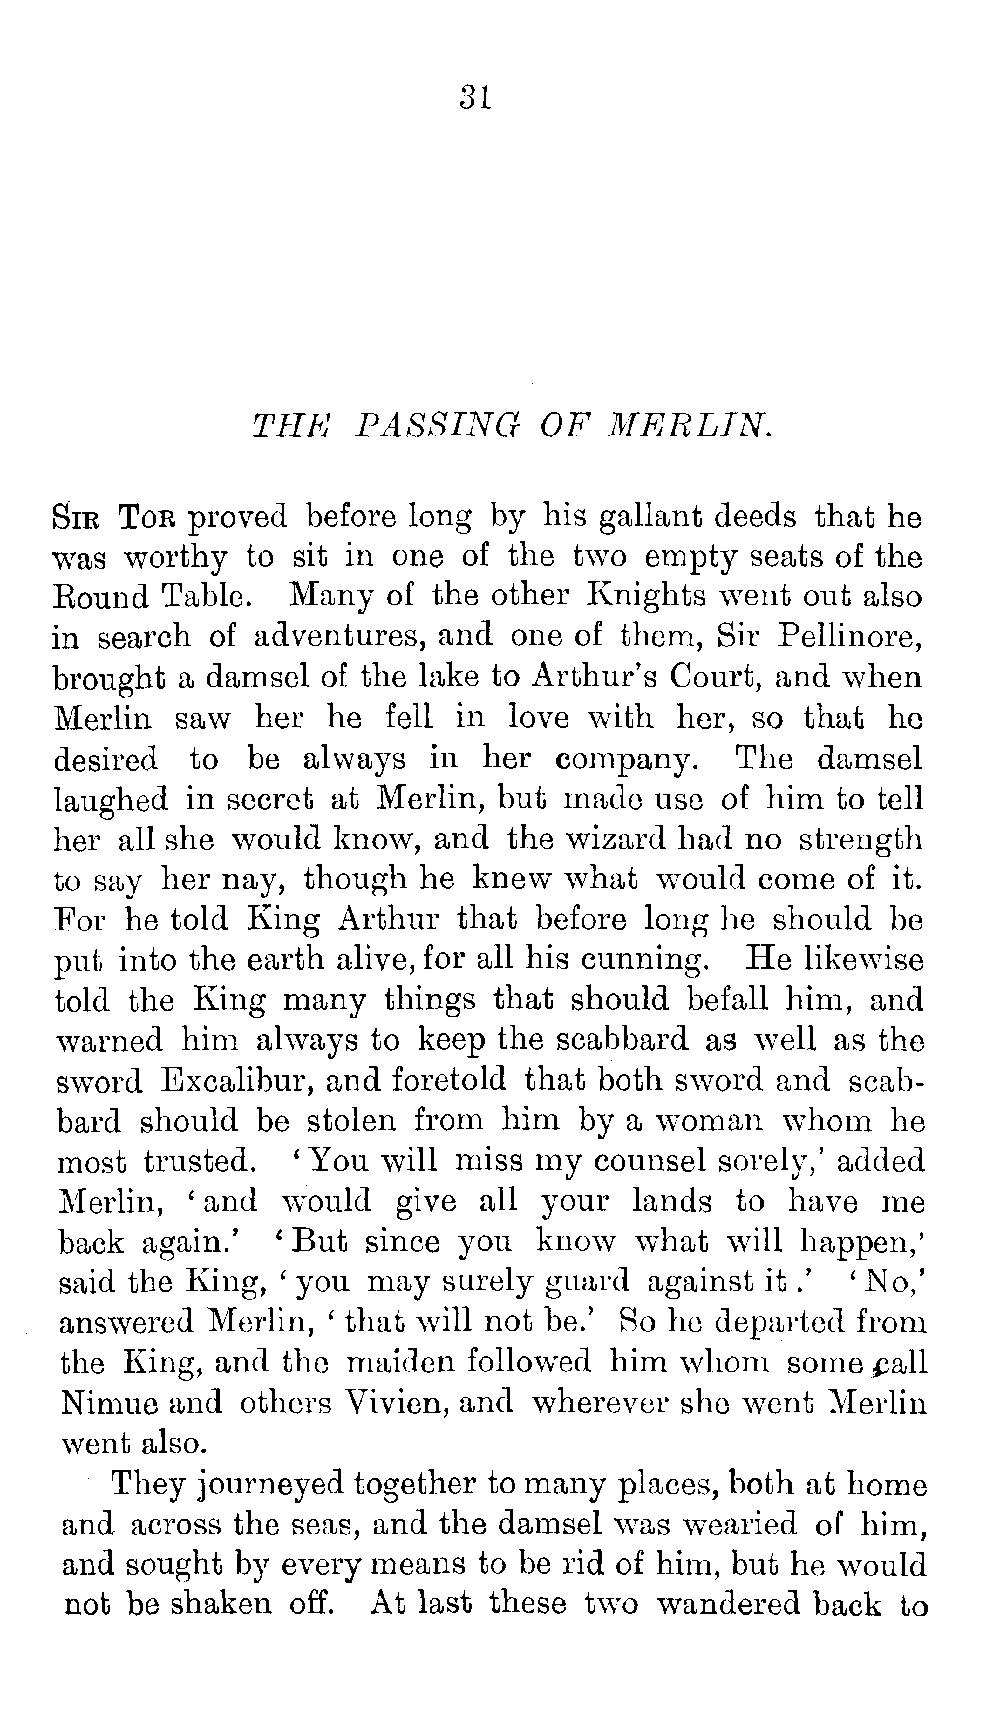 31
THE PASSING OF MERLIN.
SIR TOR proved before long by his gallant deeds that he
was worthy to sit in one of the two empty seats of the
Round Table. Many of the other Knights went out also
in search of adventures, and one of them, Sir Pellinore,
brought a damsel of the lake to Arthur's Court, and when
Merlin saw her he fell in love with her, so that he
desired to be always in her company. The damsel
laughed in secret at Merlin, but made use of him to tell
her all she would know, and the wizard had no strength
to say her nay, though he knew what would come of it.
For he told King Arthur that before long he should be
put into the earth alive, for all his cunning. He likewise
told the King many things that should befall him, and
warned him always to keep the scabbard as well as the
sword Excalibur, and foretold that both sword and scab-
bard should be stolen from him by a woman whom he
most trusted. ‘You will miss my counsel sorely,’ added
Merlin, ‘and would give all your lands to have me
back again.’ ‘But since you know what will happen,’
said the King, ‘you may surely guard against it.’ ‘No,’
answered Merlin, ‘that will not be.’ So he departed from
the King, and the maiden followed him whom some call
Nimue and others Vivien, and wherever she went Merlin
went also.
They journeyed together to many places, both at home
and across the seas, and the damsel was wearied of him,
and sought by every means to be rid of him, but he would
not be shaken off. At last these two wandered back to